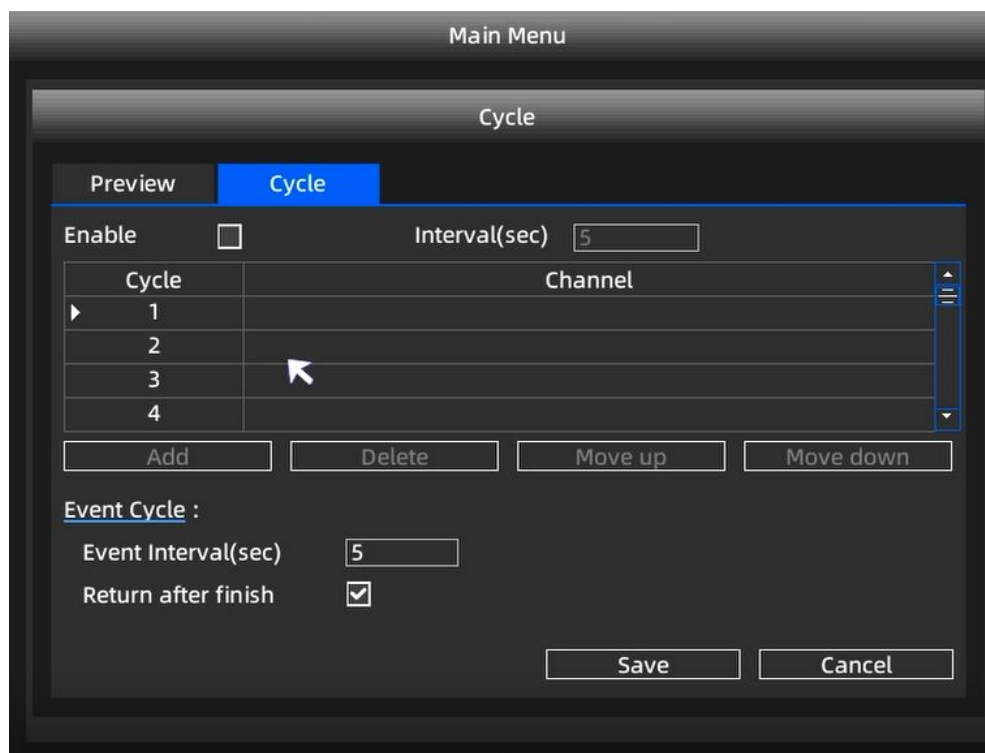 Main Menu
Cycle
Preview Cycle
Enable Interval(sec) 5
Cycle Channel
1
2
3
4
Add Delete Move up Move down
Event Cycle :
Event Interval(sec) 5
Return after finish
Save Cancel